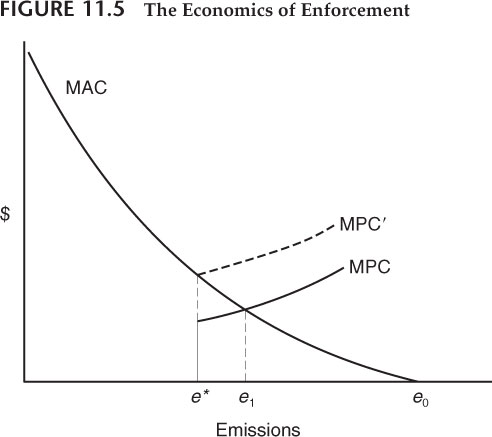 FIGURE 11.5 The Economics of Enforcement
MAC
$
MPC′
MPC
e* e₁ e₀
Emissions